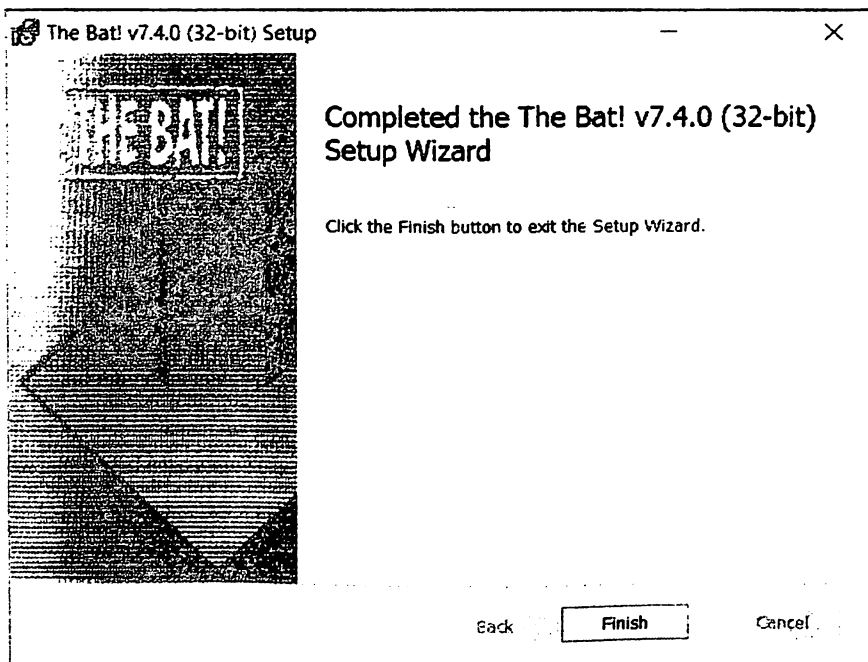 The Bat! v7.4.0 (32-bit) Setup
THE BAT!
Completed the The Bat! v7.4.0 (32-bit)
Setup Wizard
Click the Finish button to exit the Setup Wizard.
Back Finish Cancel